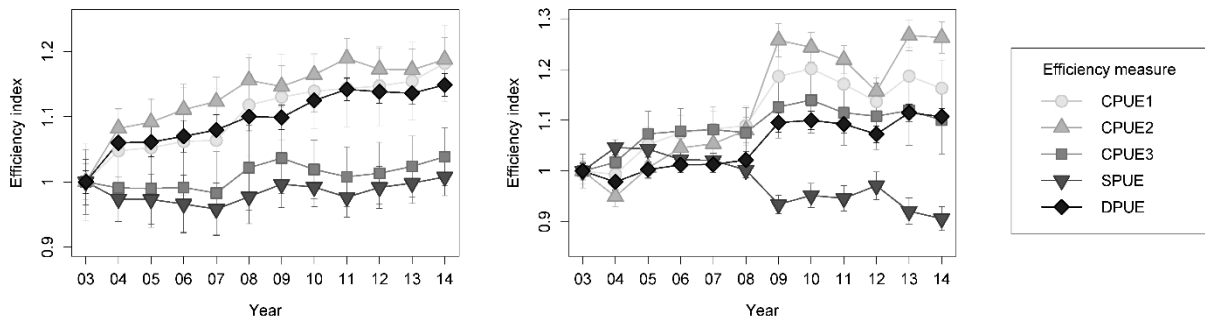 Efficiency index
1.2
1.1
1
0.9
03 04 05 06 07 08 09 10 11 12 13 14
Year
Efficiency index
1.3
1.2
1.1
1
0.9
03 04 05 06 07 08 09 10 11 12 13 14
Year
Efficiency measure
CPUE1
CPUE2
CPUE3
SPUE
DPUE